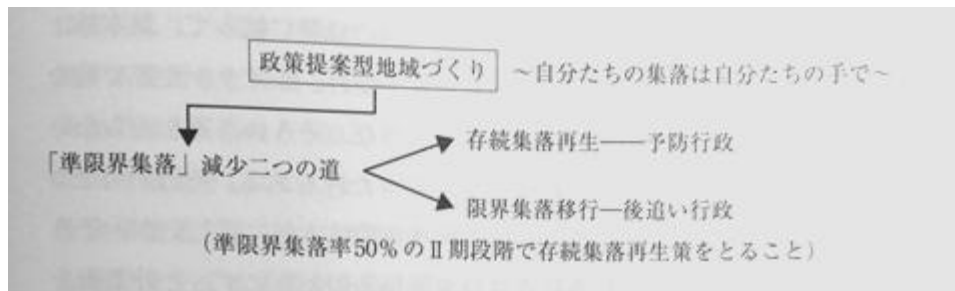 政策提案型地域づくり ～自分たちの集落は自分たちの手で～
存続集落再生――予防行政
「準限界集落」減少二つの道
限界集落移行―後追い行政
(準限界集落率50%のⅡ期段階で存続集落再生策をとること)